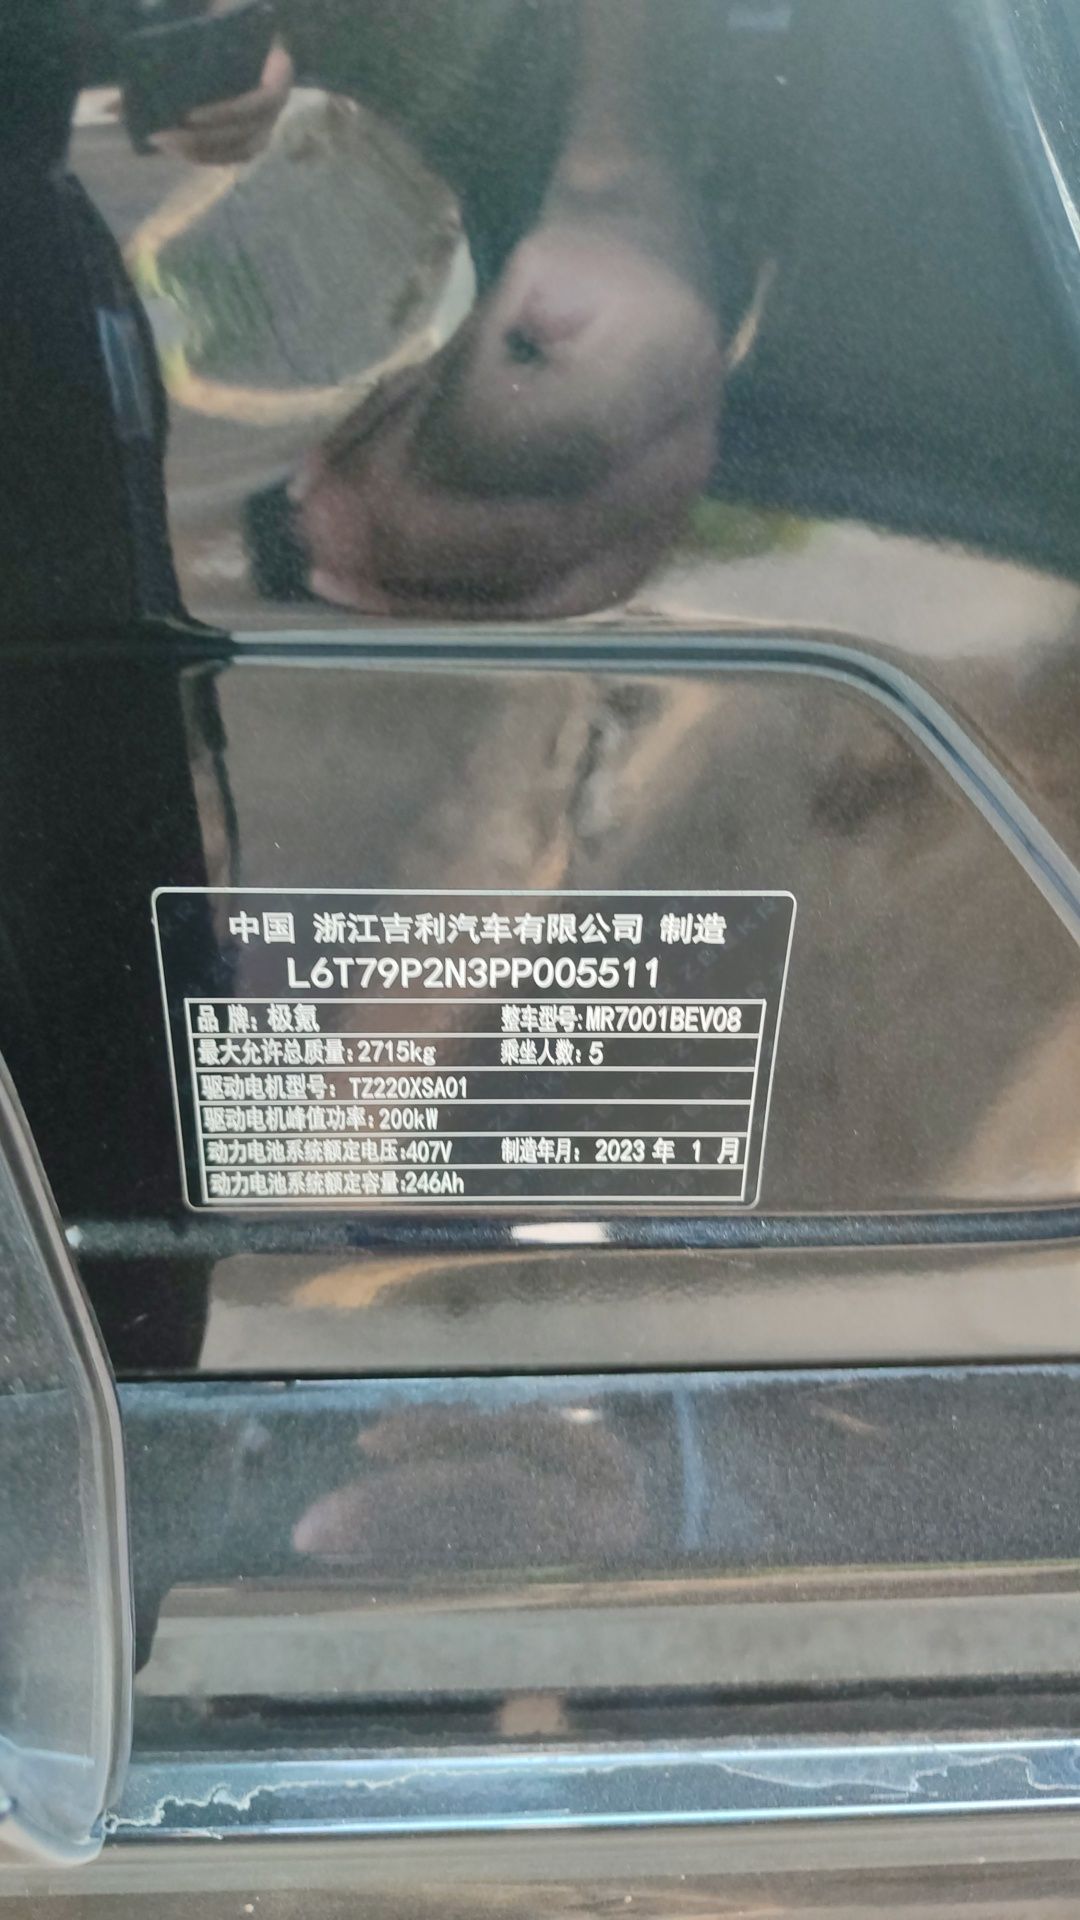 中国 浙江吉利汽车有限公司 制造
L6T79P2N3PP005511
品 牌: 极氪 整车型号:MR7001BEV08
最大允许总质量:2715kg 乘坐人数: 5
驱动电机型号: TZ220XSA01
驱动电机峰值功率:200kW
动力电池系统额定电压:407V 制造年月: 2023 年 1 月
动力电池系统额定容量:246Ah